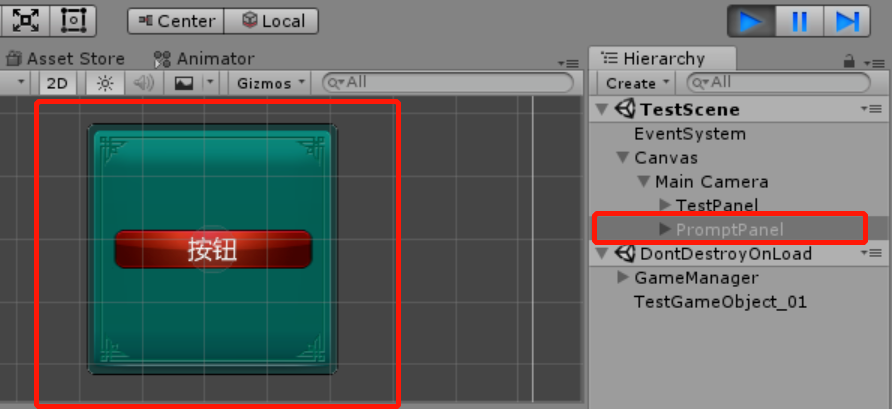 Center Local
Asset Store Animator
2D Gizmos All
按钮
Hierarchy
Create All
TestScene
EventSystem
Canvas
Main Camera
TestPanel
PromptPanel
DontDestroyOnLoad
GameManager
TestGameObject_01